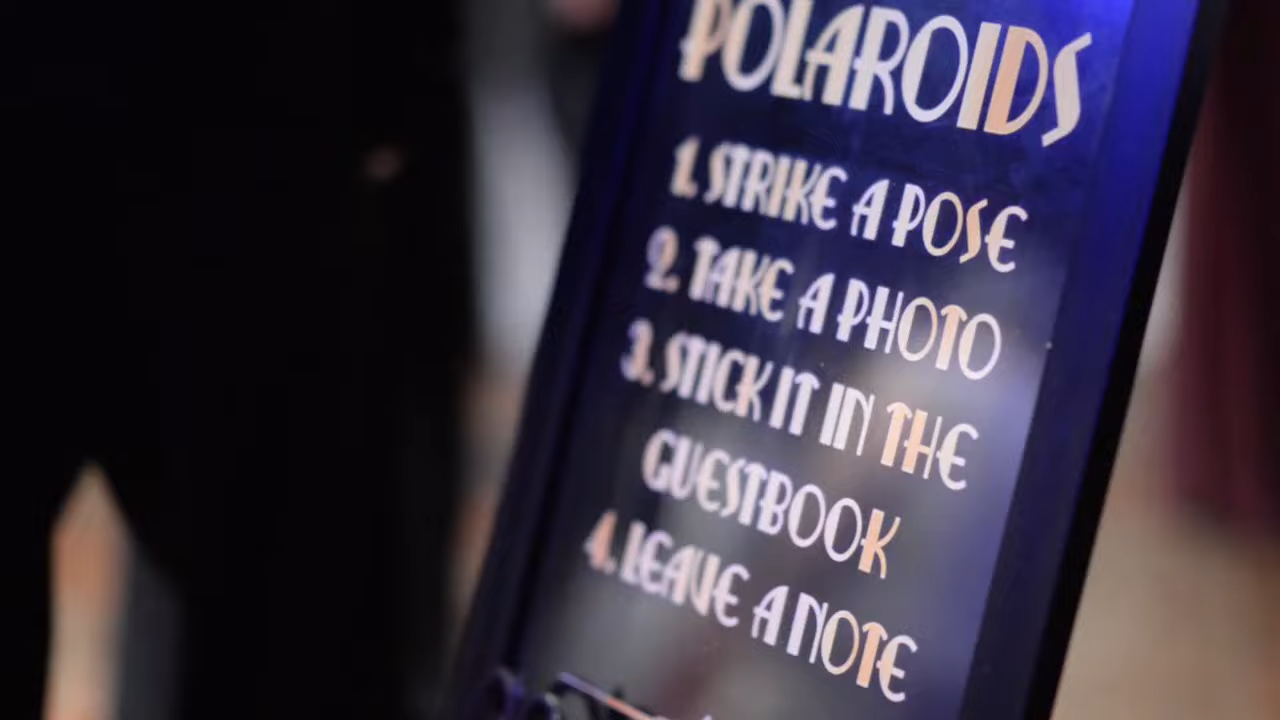 POLAROIDS
1. STRIKE A POSE
2. TAKE A PHOTO
3. STICK IT IN THE
GUESTBOOK
4. LEAVE A NOTE